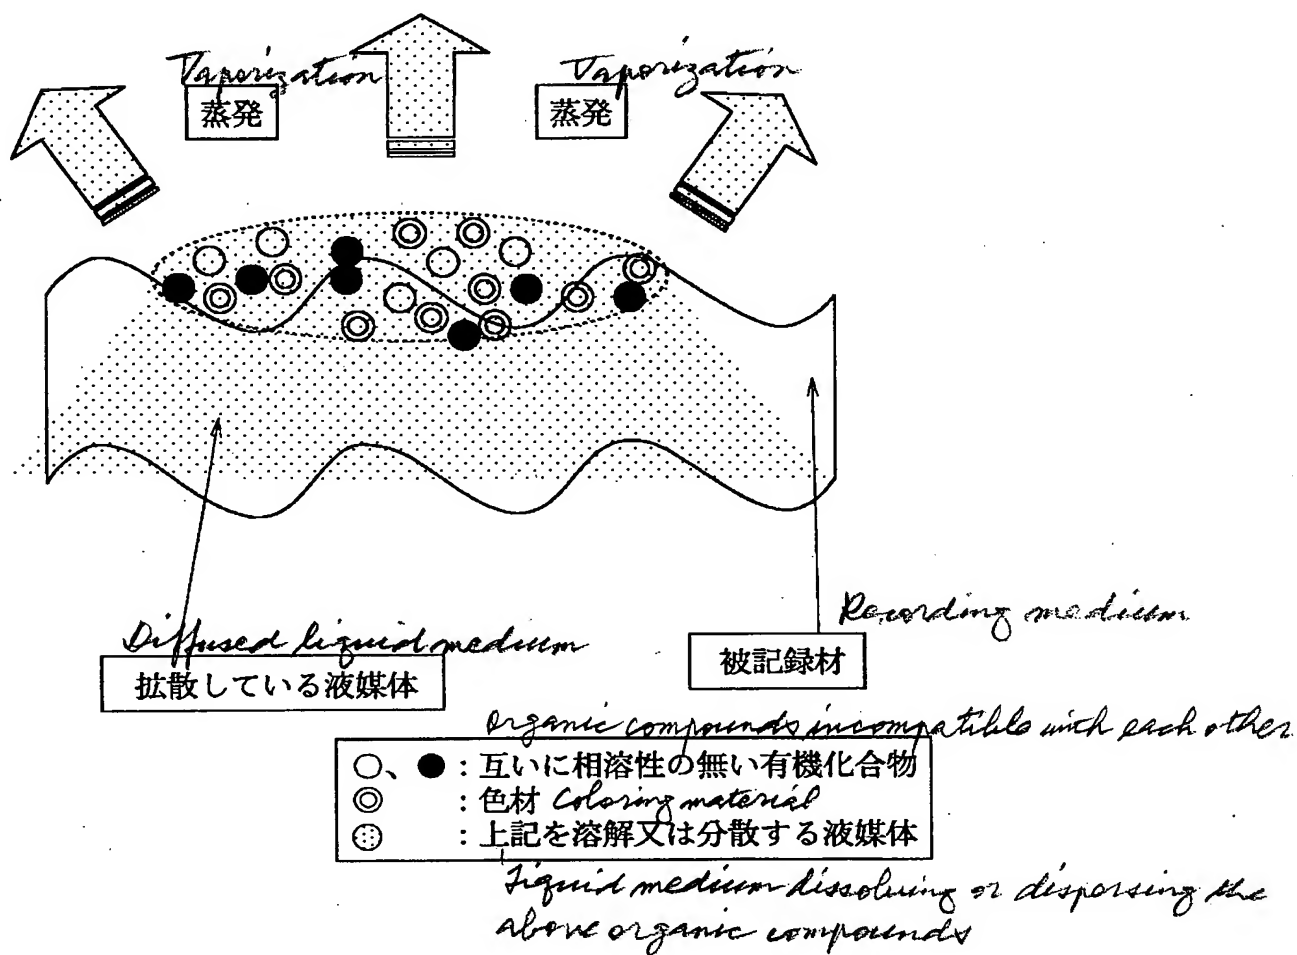 Vaporization
蒸発
Vaporization
蒸発
Diffused liquid medium
拡散している液媒体
Recording medium
被記録材
Organic compounds incompatible with each other
○、●：互いに相溶性の無い有機化合物
◎　：色材 Coloring material
：上記を溶解又は分散する液媒体
Liquid medium dissolving or dispersing the
above organic compounds